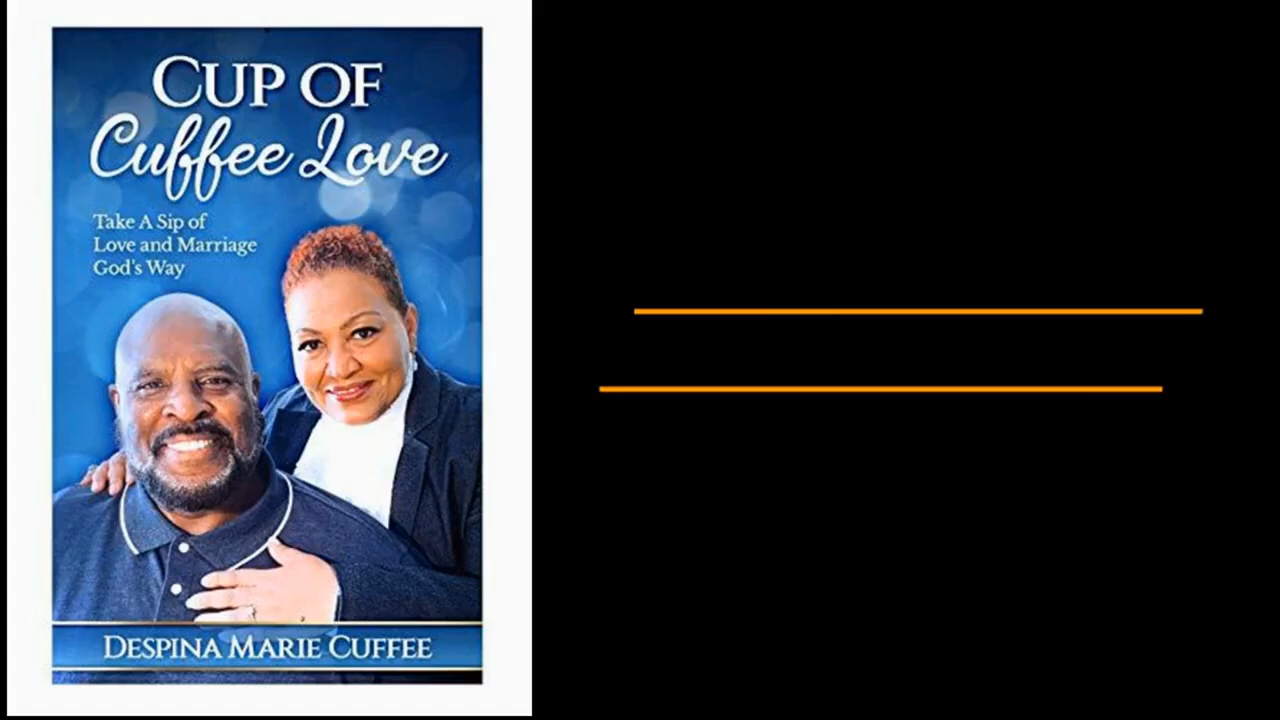 CUP OF
Cuffee Love
Take A Sip of
Love and Marriage
God's Way
DESPINA MARIE CUFFEE